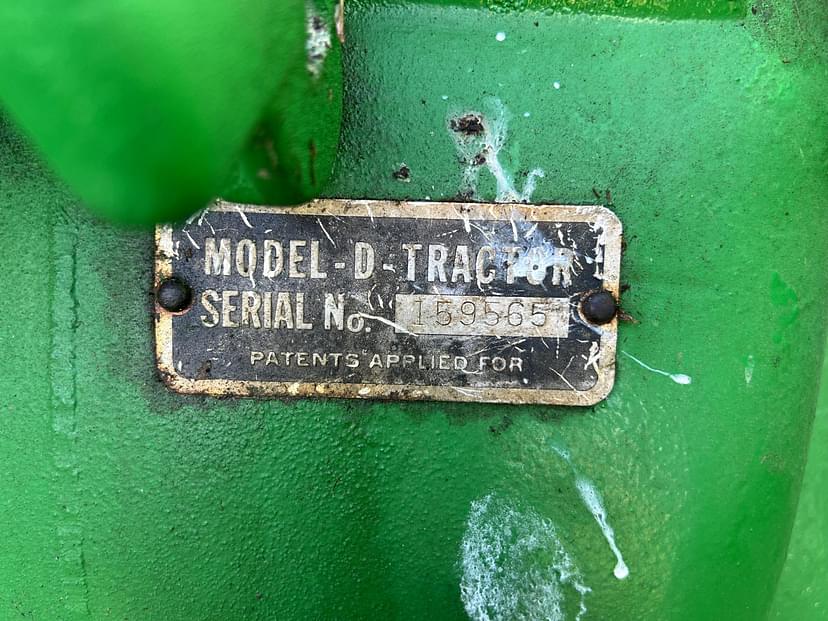 MODEL-D-TRACTOR
SERIAL No. 159565
PATENTS APPLIED FOR